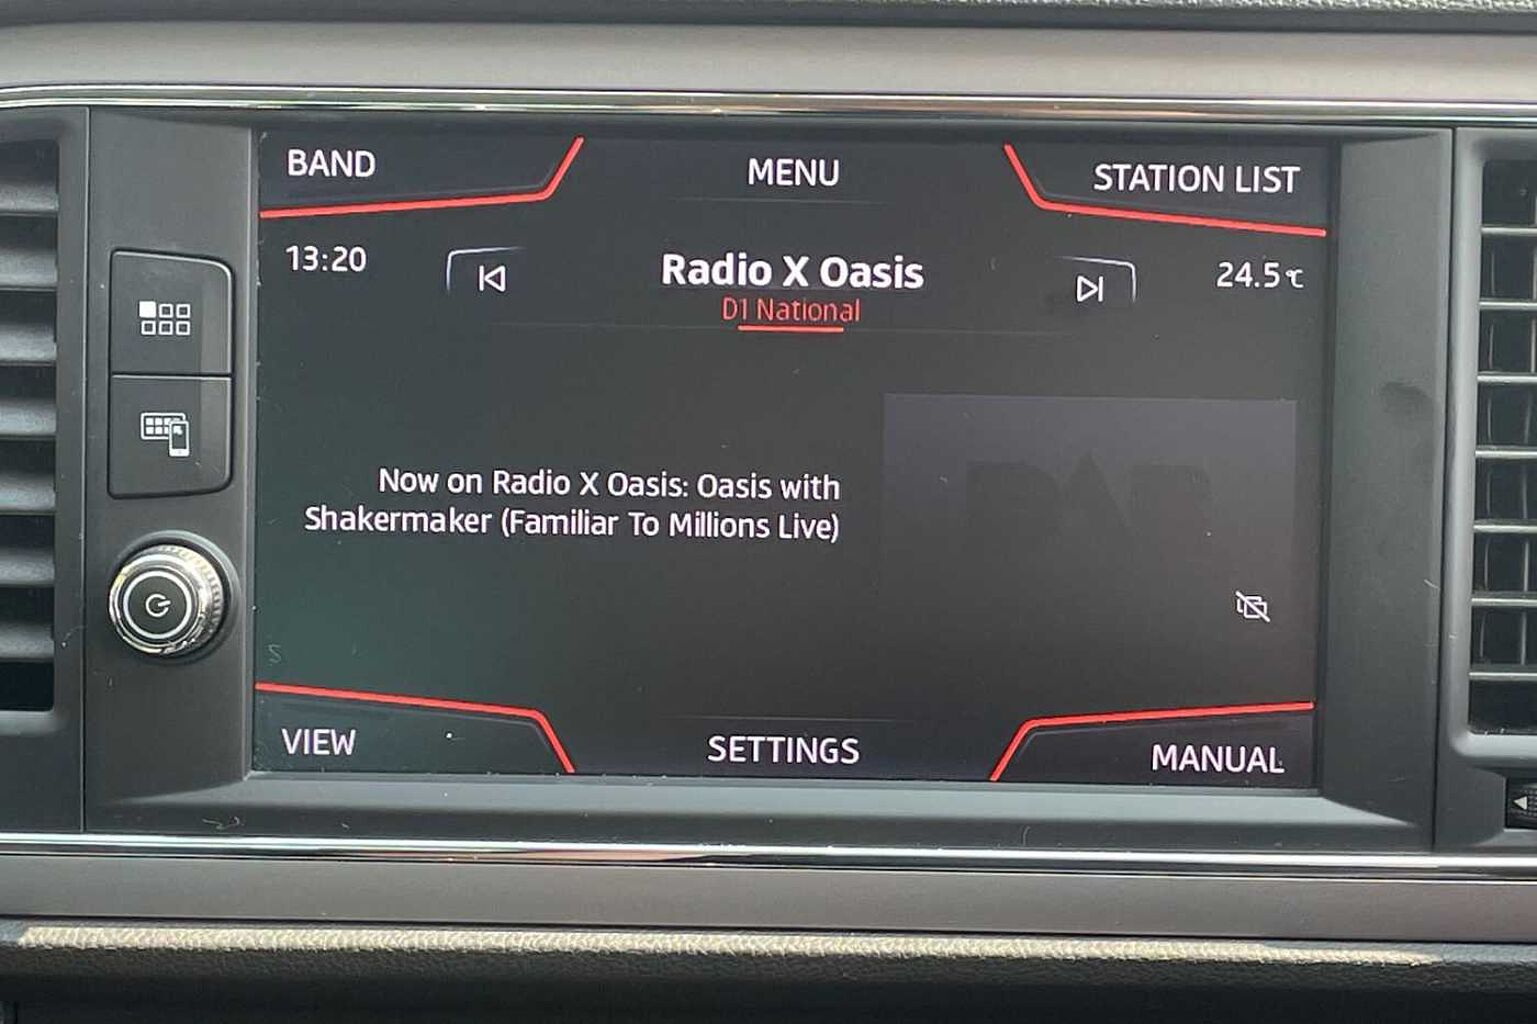 BAND
MENU
STATION LIST
13:20
Radio X Oasis
24.5℃
D1 National
Now on Radio X Oasis: Oasis with
Shakermaker (Familiar To Millions Live)
DAB
VIEW
SETTINGS
MANUAL